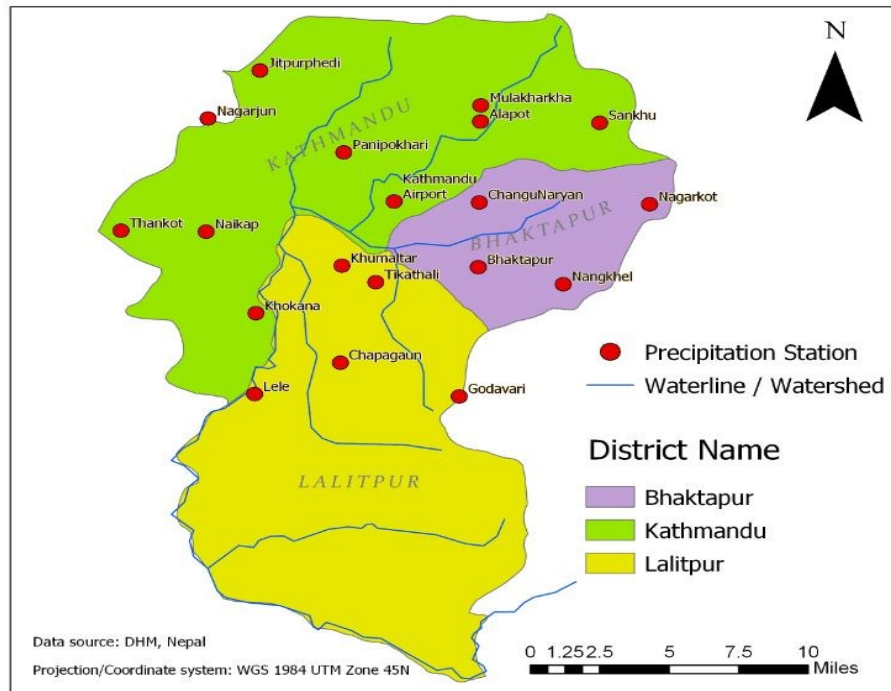 N
Jitpurphedi
Mulakharkha
Nagarjun
Alapot
Sankhu
KATHMANDU
Panipokhari
Kathmandu
Airport
ChanguNaryan
Nagarkot
Thankot
Naikap
BHAKTAPUR
Khumaltar
Bhaktapur
Tikathali
Nangkhel
Khokana
Precipitation Station
Chapagaun
Lele
Godavari
Waterline / Watershed
District Name
LALITPUR
Bhaktapur
Kathmandu
Lalitpur
Data source: DHM, Nepal
Projection/Coordinate system: WGS 1984 UTM Zone 45N
0 1.252.5 5 7.5 10
Miles